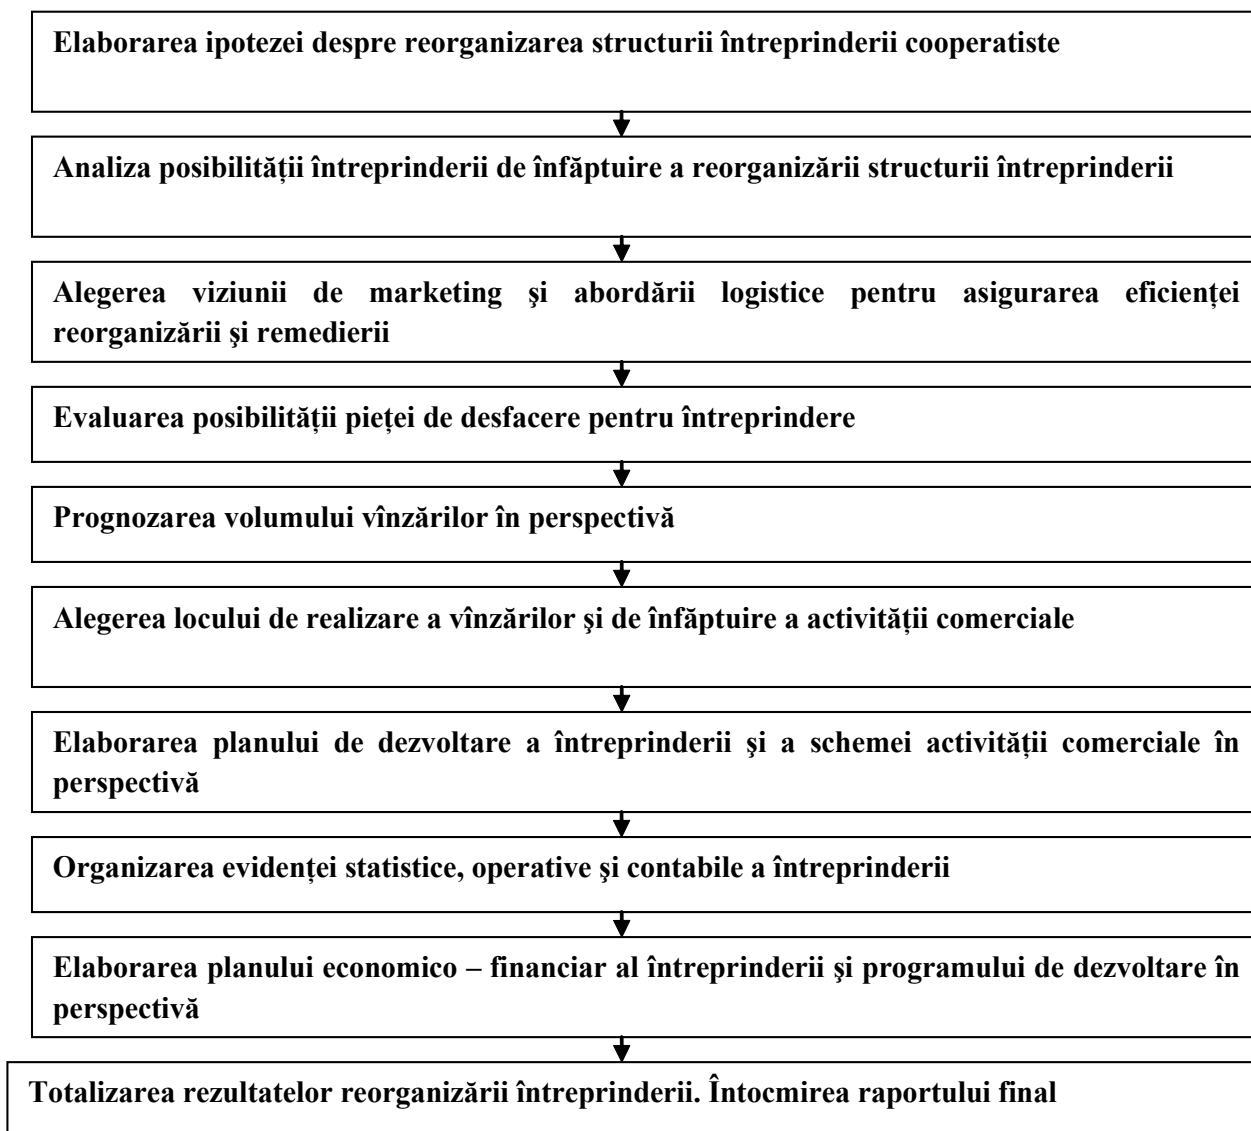 Elaborarea ipotezei despre reorganizarea structurii întreprinderii cooperatiste
Analiza posibilității întreprinderii de înfăptuire a reorganizării structurii întreprinderii
Alegerea viziunii de marketing şi abordării logistice pentru asigurarea eficienței
reorganizării şi remedierii
Evaluarea posibilității pieței de desfacere pentru întreprindere
Prognozarea volumului vînzărilor în perspectivă
Alegerea locului de realizare a vînzărilor şi de înfăptuire a activității comerciale
Elaborarea planului de dezvoltare a întreprinderii şi a schemei activității comerciale în
perspectivă
Organizarea evidenței statistice, operative şi contabile a întreprinderii
Elaborarea planului economico – financiar al întreprinderii şi programului de dezvoltare în
perspectivă
Totalizarea rezultatelor reorganizării întreprinderii. Întocmirea raportului final